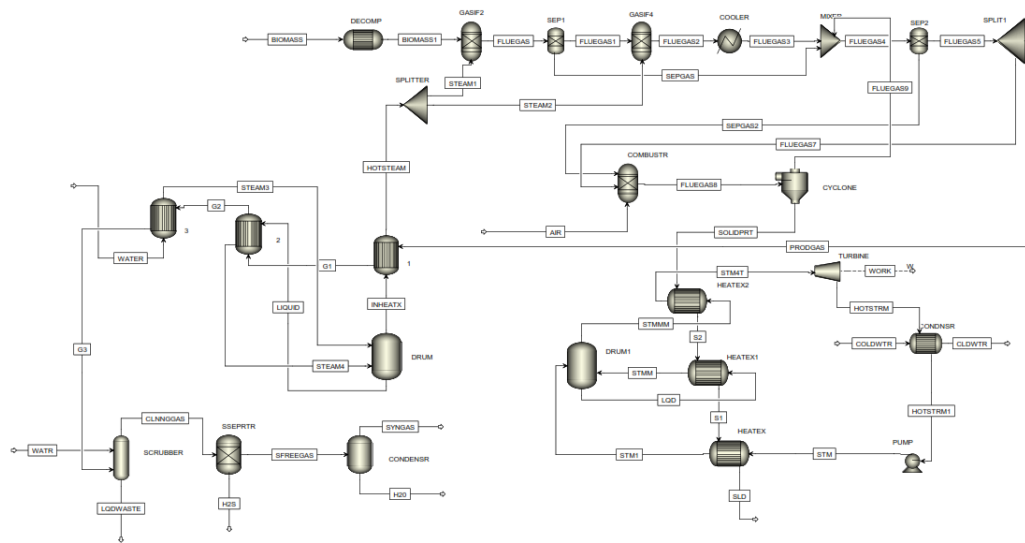 GASIF2
GASIF4
DECOMP
SEP1
COOLER
MIXER
SEP2
SPLIT1
BIOMASS
BIOMASS1
FLUEGAS
FLUEGAS1
FLUEGAS2
FLUEGAS3
FLUEGAS4
FLUEGAS5
SEPGAS
SPLITTER
STEAM1
STEAM2
FLUEGAS9
SEPGAS2
FLUEGAS7
HOTSTEAM
COMBUSTR
FLUEGAS8
CYCLONE
STEAM3
G2
3
2
AIR
SOLIDPRT
WATER
G1
1
PRODGAS
TURBINE
STM4T
WORK
W
HEATEX2
LIQUID
INHEATX
HOTSTRM
STMMM
CONDNSR
S2
G3
DRUM
COLDWTR
CLDWTR
STEAM4
DRUM1
HEATEX1
STMM
LQD
CLNNGGAS
S1
HOTSTRM1
SSEPRTR
SYNGAS
HEATEX
PUMP
WATR
SCRUBBER
SFREEGAS
CONDENSR
STM1
STM
H20
SLD
LQDWASTE
H2S